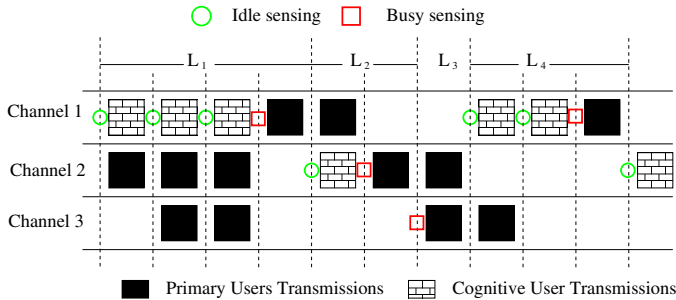 Idle sensing Busy sensing
L1 L2 L3 L4
Channel 1
Channel 2
Channel 3
Primary Users Transmissions Cognitive User Transmissions